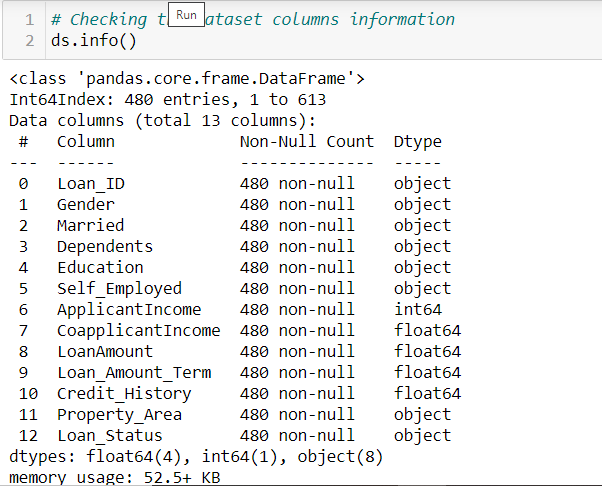 1 # Checking t Run ataset columns information
2 ds.info()
<class 'pandas.core.frame.DataFrame'>
Int64Index: 480 entries, 1 to 613
Data columns (total 13 columns):
#   Column             Non-Null Count  Dtype
---  ------             --------------  -----
0   Loan_ID            480 non-null    object
1   Gender             480 non-null    object
2   Married            480 non-null    object
3   Dependents         480 non-null    object
4   Education          480 non-null    object
5   Self_Employed      480 non-null    object
6   ApplicantIncome    480 non-null    int64
7   CoapplicantIncome  480 non-null    float64
8   LoanAmount         480 non-null    float64
9   Loan_Amount_Term   480 non-null    float64
10  Credit_History     480 non-null    float64
11  Property_Area      480 non-null    object
12  Loan_Status        480 non-null    object
dtypes: float64(4), int64(1), object(8)
memory usage: 52.5+ KB